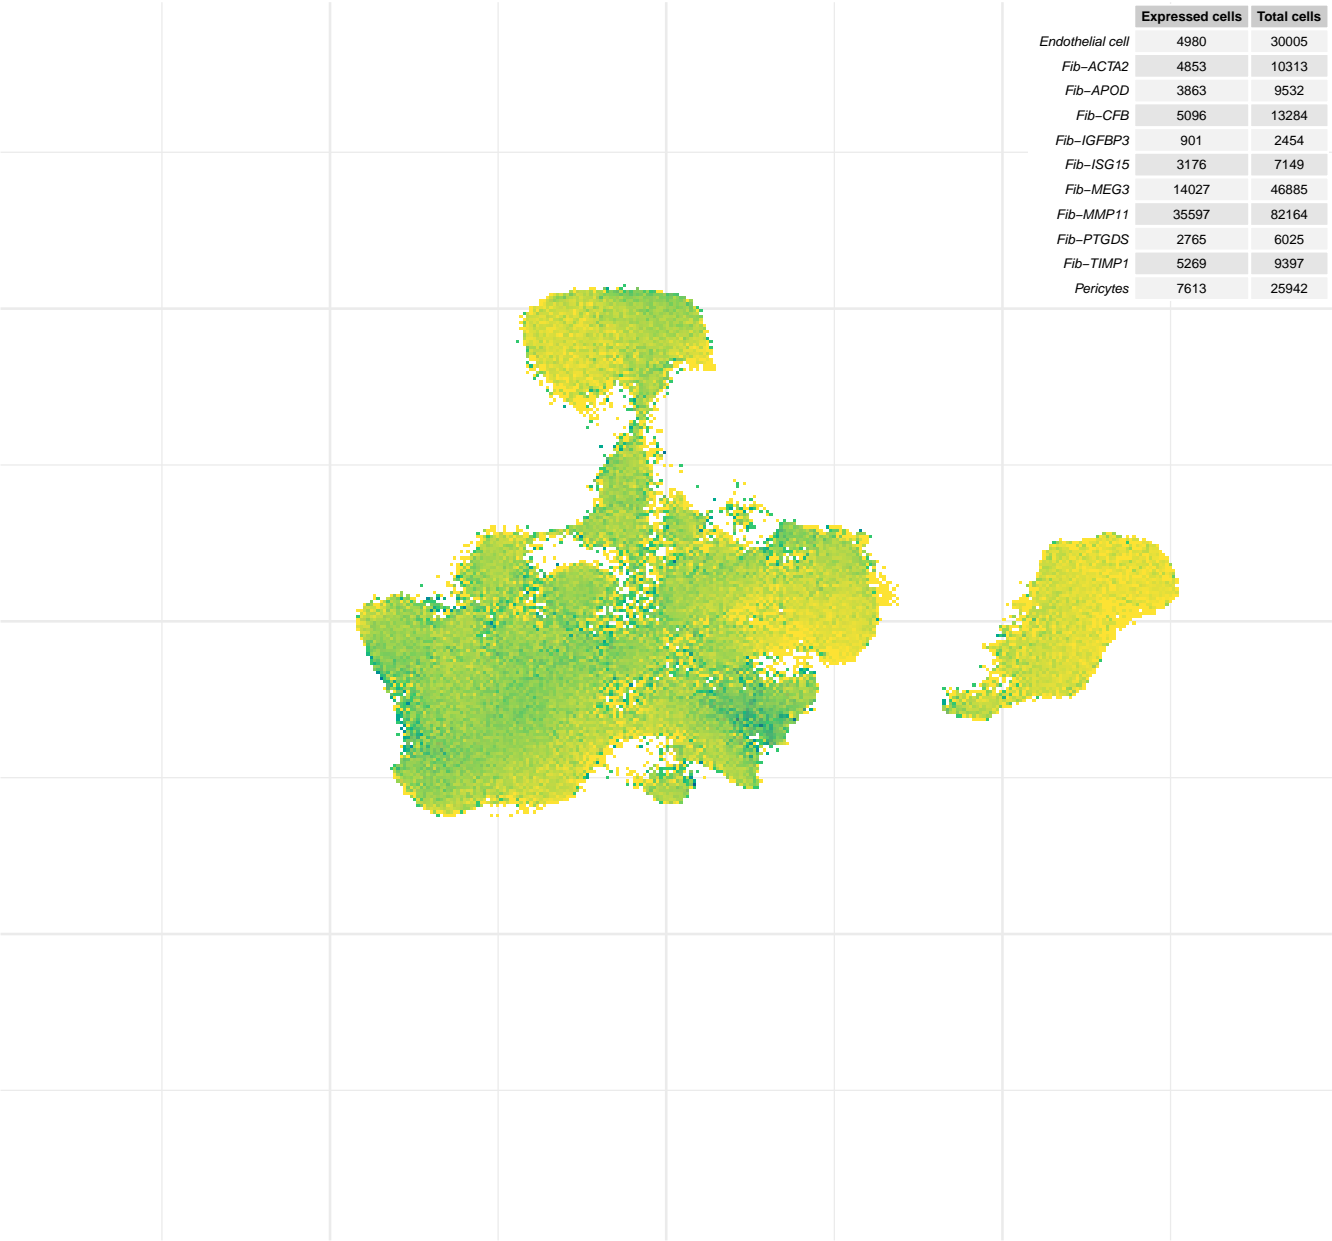 Expressed cells Total cells
Endothelial cell 4980 30005
Fib−ACTA2 4853 10313
Fib−APOD 3863 9532
Fib−CFB 5096 13284
Fib−IGFBP3 901 2454
Fib−ISG15 3176 7149
Fib−MEG3 14027 46885
Fib−MMP11 35597 82164
Fib−PTGDS 2765 6025
Fib−TIMP1 5269 9397
Pericytes 7613 25942